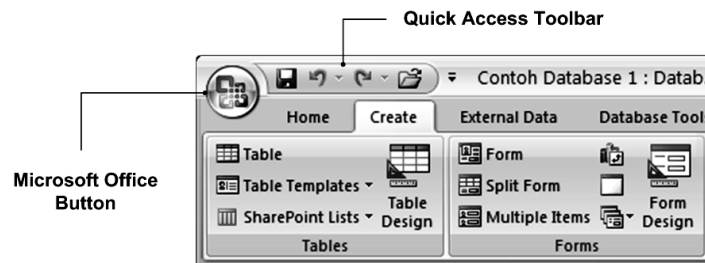 Quick Access Toolbar
Contoh Database 1 : Datab
Home Create External Data Database Tool
Microsoft Office
Button
Table
Table Templates
SharePoint Lists
Table
Design
Tables
Form
Split Form
Multiple Items
Form
Design
Forms